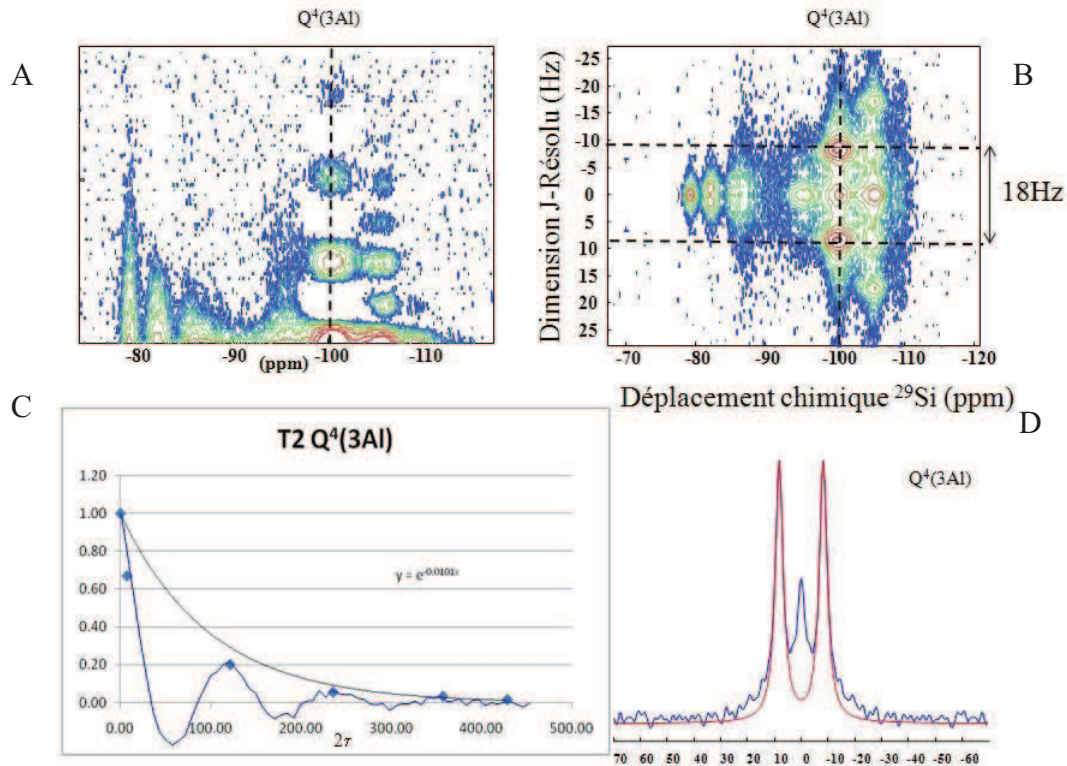 Q⁴(3Al)
Q⁴(3Al)
A
B
-80
-90
-100
-110
(ppm)
Dimension J-Résolu (Hz)
-25
-20
-15
-10
-5
0
5
10
15
20
25
18Hz
-70
-80
-90
-100
-110
-120
Déplacement chimique ²⁹Si (ppm)
C
T2 Q⁴(3Al)
1.20
1.00
0.80
0.60
0.40
0.20
0.00
y = e⁻⁰·⁰¹⁰¹ˣ
0.00
100.00
200.00
300.00
400.00
500.00
2τ
D
Q⁴(3Al)
70 60 50 40 30 20 10 0 -10 -20 -30 -40 -50 -60